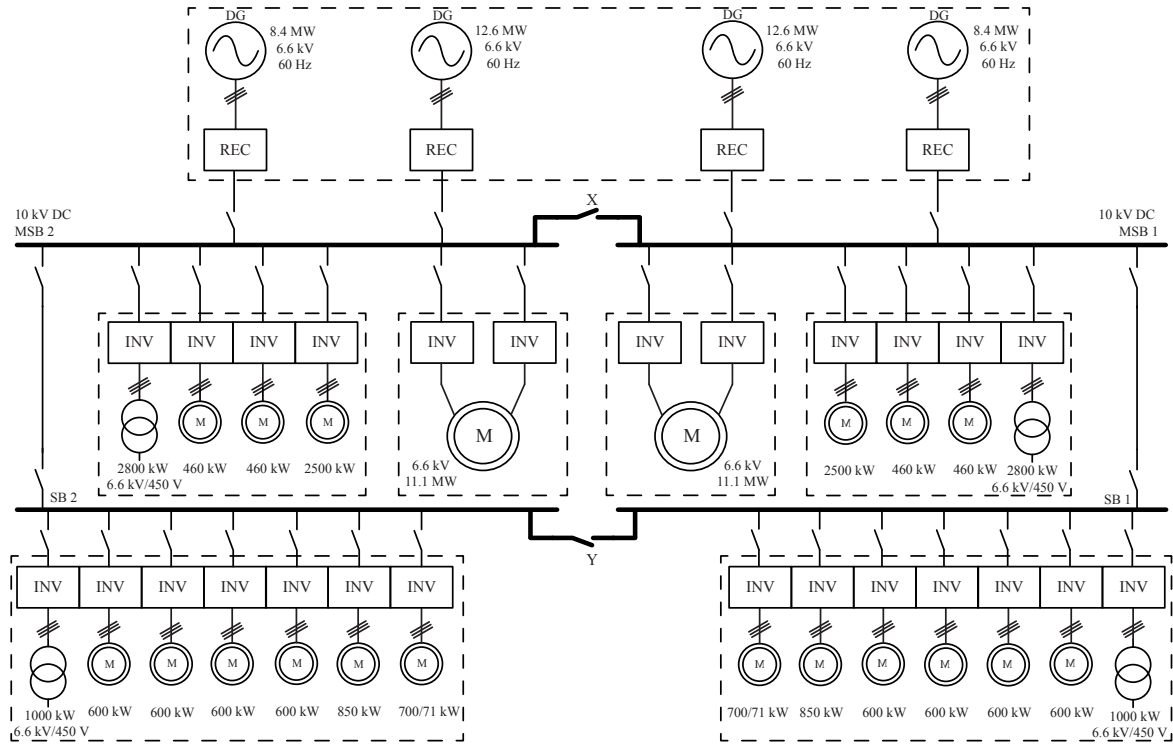 DG
8.4 MW
6.6 kV
60 Hz
DG
12.6 MW
6.6 kV
60 Hz
DG
12.6 MW
6.6 kV
60 Hz
DG
8.4 MW
6.6 kV
60 Hz
REC
REC
REC
REC
10 kV DC
MSB 2
X
10 kV DC
MSB 1
INV
INV
INV
INV
INV
INV
INV
INV
INV
INV
INV
INV
M
M
M
M
M
M
M
M
2800 kW
6.6 kV/450 V
460 kW
460 kW
2500 kW
6.6 kV
11.1 MW
6.6 kV
11.1 MW
2500 kW
460 kW
460 kW
2800 kW
6.6 kV/450 V
SB 2
SB 1
Y
INV
INV
INV
INV
INV
INV
INV
INV
INV
INV
INV
INV
INV
INV
M
M
M
M
M
M
M
M
M
M
M
M
1000 kW
6.6 kV/450 V
600 kW
600 kW
600 kW
600 kW
850 kW
700/71 kW
700/71 kW
850 kW
600 kW
600 kW
600 kW
600 kW
1000 kW
6.6 kV/450 V